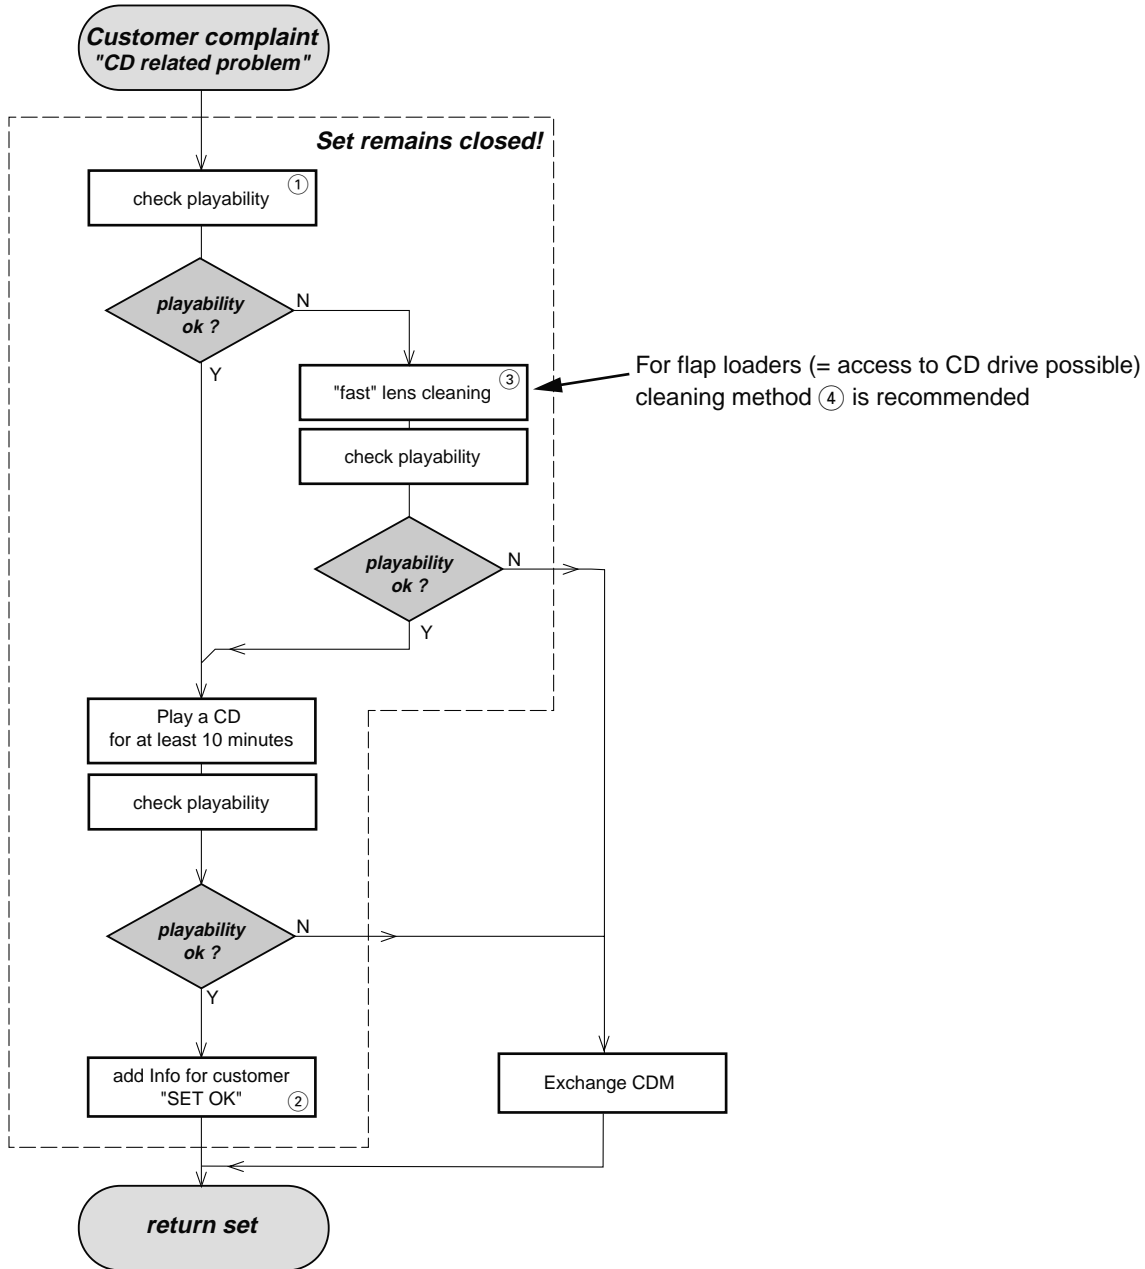 Customer complaint
"CD related problem"
Set remains closed!
check playability ①
playability
ok ?
N
Y
"fast" lens cleaning ③
For flap loaders (= access to CD drive possible)
cleaning method ④ is recommended
check playability
playability
ok ?
N
Y
Play a CD
for at least 10 minutes
check playability
playability
ok ?
N
Y
add Info for customer
"SET OK" ②
Exchange CDM
return set